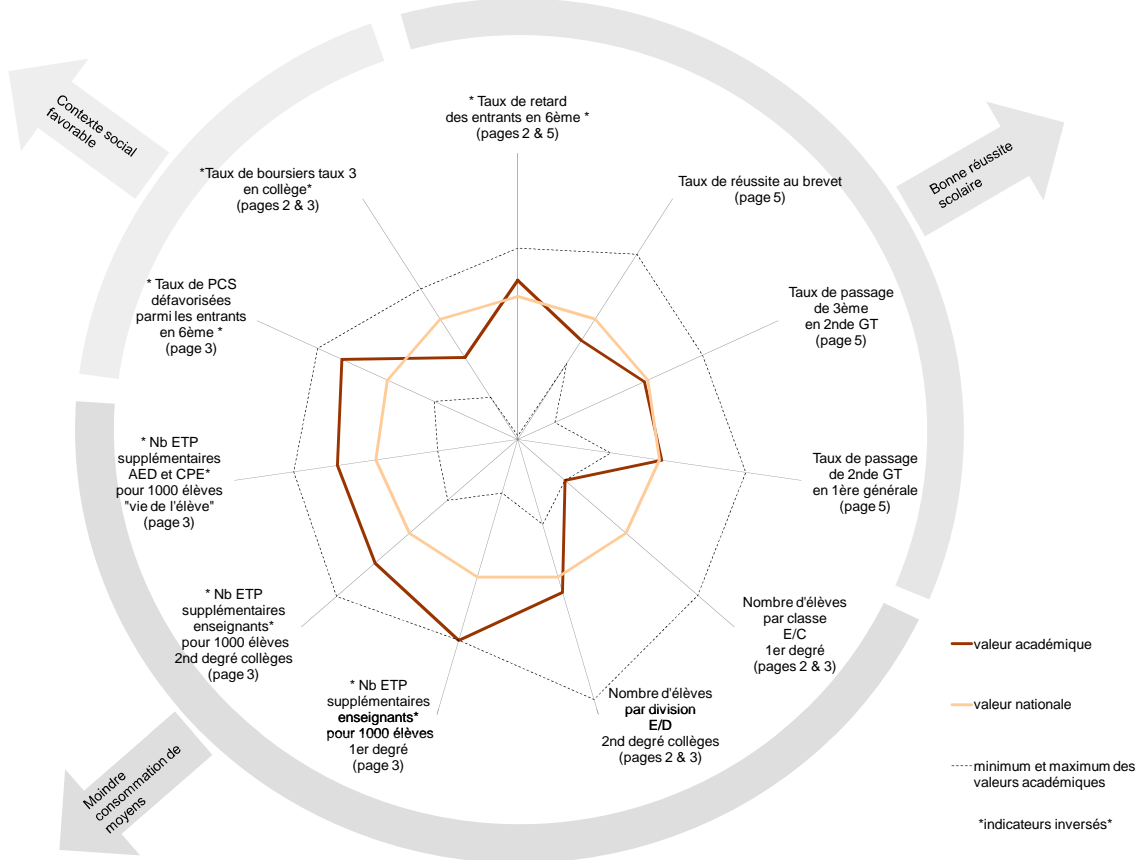 * Taux de retard
des entrants en 6ème *
(pages 2 & 5)
Taux de réussite au brevet
(page 5)
Taux de passage
de 3ème
en 2nde GT
(page 5)
Taux de passage
de 2nde GT
en 1ère générale
(page 5)
Nombre d'élèves
par classe
E/C
1er degré
(pages 2 & 3)
Nombre d'élèves
par division
E/D
2nd degré collèges
(pages 2 & 3)
* Nb ETP
supplémentaires
enseignants*
pour 1000 élèves
1er degré
(page 3)
* Nb ETP
supplémentaires
enseignants*
pour 1000 élèves
2nd degré collèges
(page 3)
* Nb ETP
supplémentaires
AED et CPE*
pour 1000 élèves
"vie de l'élève"
(page 3)
* Taux de PCS
défavorisées
parmi les entrants
en 6ème *
(page 3)
*Taux de boursiers taux 3
en collège*
(pages 2 & 3)
Contexte social
favorable
Bonne réussite
scolaire
Moindre
consommation de
moyens
valeur académique
valeur nationale
minimum et maximum des
valeurs académiques
*indicateurs inversés*